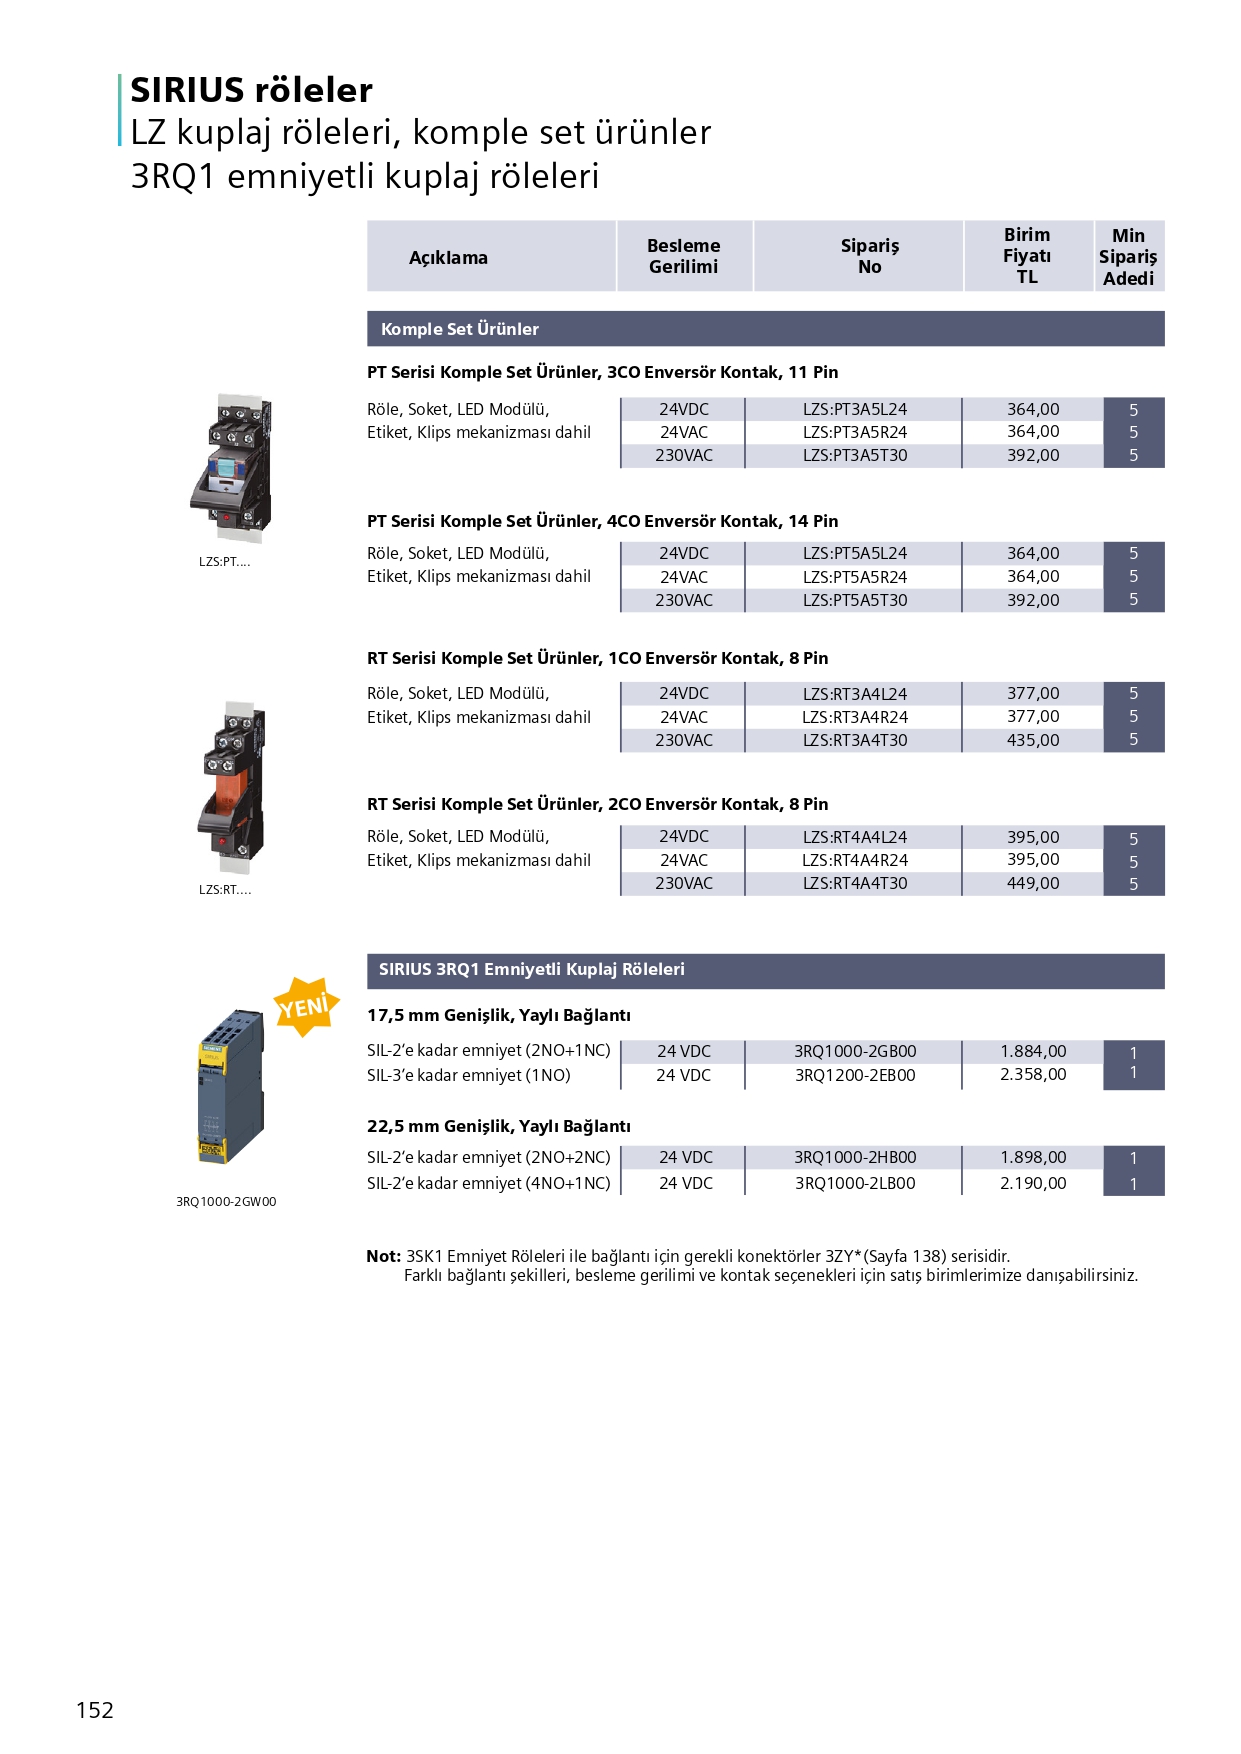 SIRIUS röleler
LZ kuplaj röleleri, komple set ürünler
3RQ1 emniyetli kuplaj röleleri
Açıklama Besleme Gerilimi Sipariş No Birim Fiyatı TL Min Sipariş Adedi
Komple Set Ürünler
PT Serisi Komple Set Ürünler, 3CO Enversör Kontak, 11 Pin
Röle, Soket, LED Modülü, 24VDC LZS:PT3A5L24 364,00 5
Etiket, Klips mekanizması dahil 24VAC LZS:PT3A5R24 364,00 5
230VAC LZS:PT3A5T30 392,00 5
LZS:PT....
PT Serisi Komple Set Ürünler, 4CO Enversör Kontak, 14 Pin
Röle, Soket, LED Modülü, 24VDC LZS:PT5A5L24 364,00 5
Etiket, Klips mekanizması dahil 24VAC LZS:PT5A5R24 364,00 5
230VAC LZS:PT5A5T30 392,00 5
RT Serisi Komple Set Ürünler, 1CO Enversör Kontak, 8 Pin
Röle, Soket, LED Modülü, 24VDC LZS:RT3A4L24 377,00 5
Etiket, Klips mekanizması dahil 24VAC LZS:RT3A4R24 377,00 5
230VAC LZS:RT3A4T30 435,00 5
RT Serisi Komple Set Ürünler, 2CO Enversör Kontak, 8 Pin
Röle, Soket, LED Modülü, 24VDC LZS:RT4A4L24 395,00 5
Etiket, Klips mekanizması dahil 24VAC LZS:RT4A4R24 395,00 5
230VAC LZS:RT4A4T30 449,00 5
LZS:RT....
SIRIUS 3RQ1 Emniyetli Kuplaj Röleleri
YENİ
17,5 mm Genişlik, Yaylı Bağlantı
SIL-2’e kadar emniyet (2NO+1NC) 24 VDC 3RQ1000-2GB00 1.884,00 1
SIL-3’e kadar emniyet (1NO) 24 VDC 3RQ1200-2EB00 2.358,00 1
22,5 mm Genişlik, Yaylı Bağlantı
SIL-2’e kadar emniyet (2NO+2NC) 24 VDC 3RQ1000-2HB00 1.898,00 1
SIL-2’e kadar emniyet (4NO+1NC) 24 VDC 3RQ1000-2LB00 2.190,00 1
3RQ1000-2GW00
Not: 3SK1 Emniyet Röleleri ile bağlantı için gerekli konektörler 3ZY*(Sayfa 138) serisidir.
Farklı bağlantı şekilleri, besleme gerilimi ve kontak seçenekleri için satış birimlerimize danışabilirsiniz.
152